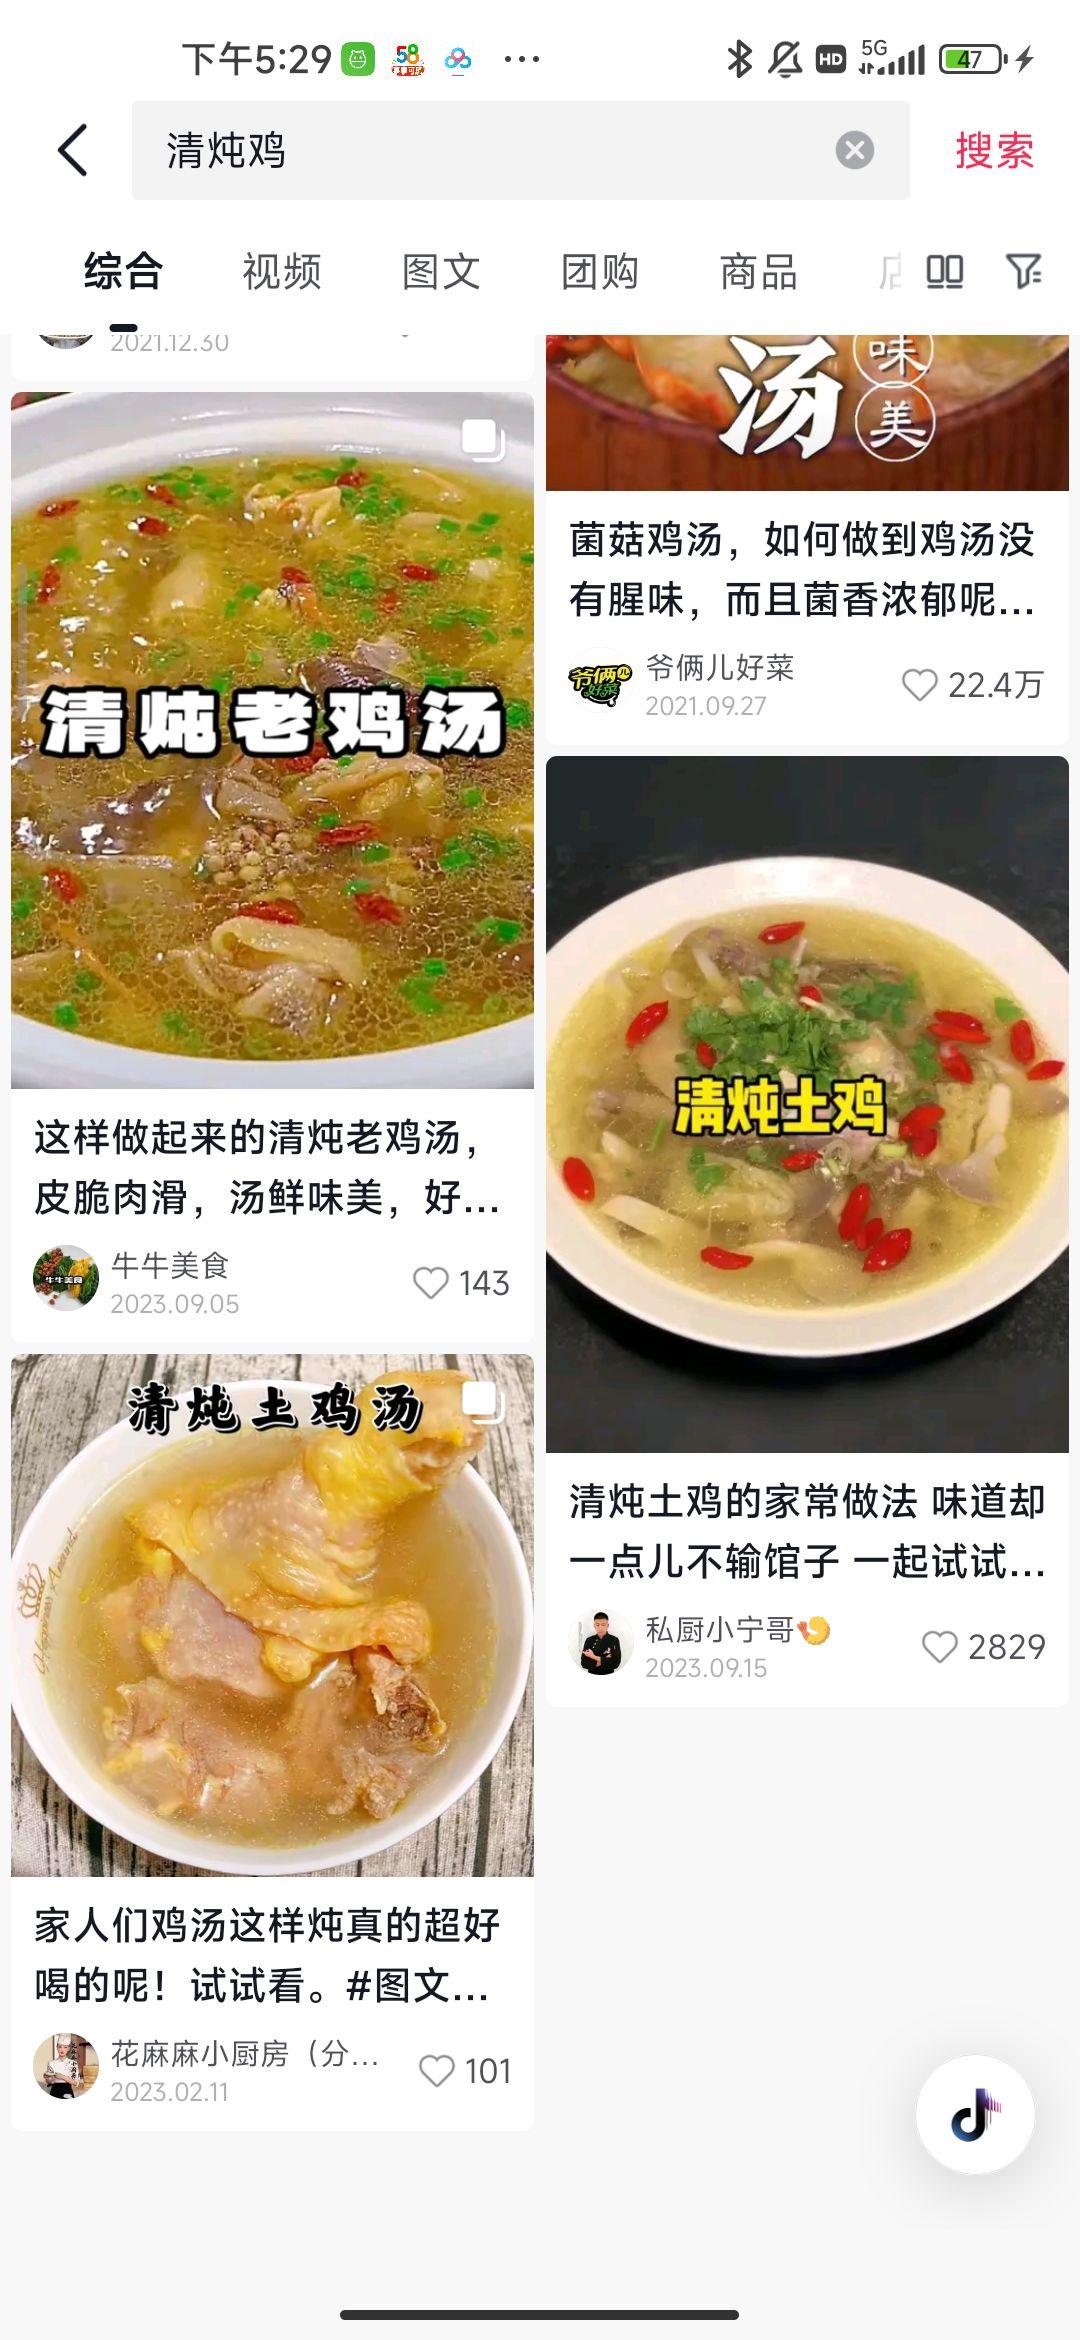 下午5:29
HD
5G
47
清炖鸡
搜索
综合
视频
图文
团购
商品
2021.12.30
清炖老鸡汤
这样做起来的清炖老鸡汤，
皮脆肉滑，汤鲜味美，好...
牛牛美食
2023.09.05
143
清炖土鸡汤
家人们鸡汤这样炖真的超好
喝的呢！试试看。#图文...
花麻麻小厨房（分...
2023.02.11
101
汤
味
美
菌菇鸡汤，如何做到鸡汤没
有腥味，而且菌香浓郁呢...
爷俩儿好菜
2021.09.27
22.4万
清炖土鸡
清炖土鸡的家常做法 味道却
一点儿不输馆子 一起试试...
私厨小宁哥🍤
2023.09.15
2829